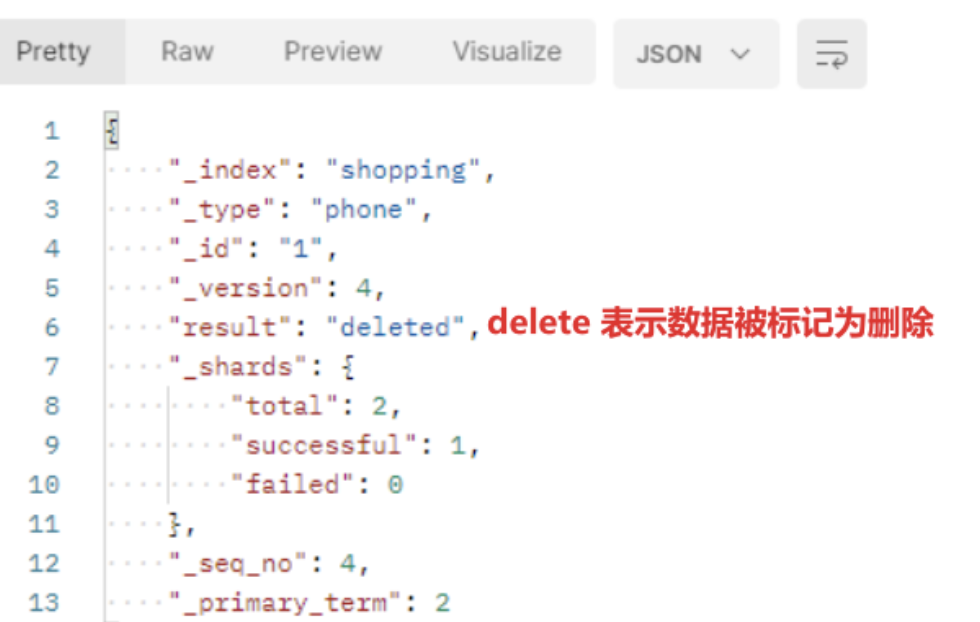 Pretty Raw Preview Visualize JSON
1 {
2 "_index": "shopping",
3 "_type": "phone",
4 "_id": "1",
5 "_version": 4,
6 "result": "deleted", delete 表示数据被标记为删除
7 "_shards": {
8 "total": 2,
9 "successful": 1,
10 "failed": 0
11 },
12 "_seq_no": 4,
13 "_primary_term": 2